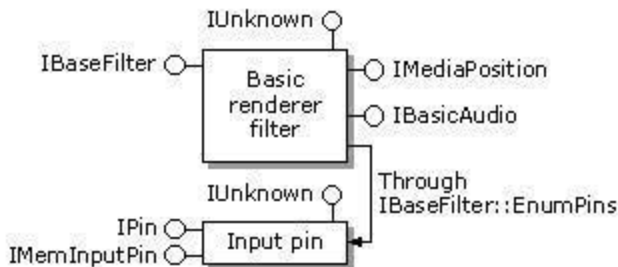 IUnknown
IBaseFilter
Basic
renderer
filter
IMediaPosition
IBasicAudio
Through
IBaseFilter::EnumPins
IUnknown
IPin
IMemInputPin
Input pin